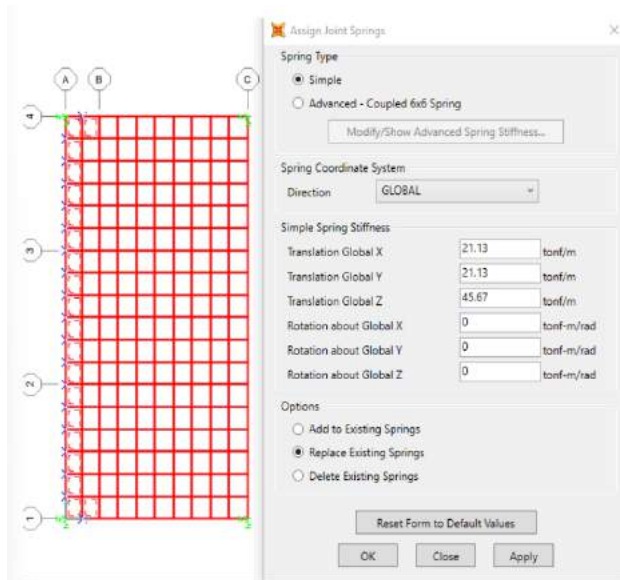 Assign Joint Springs
Spring Type
Simple
Advanced - Coupled 6x6 Spring
Modify/Show Advanced Spring Stiffness...
Spring Coordinate System
Direction GLOBAL
Simple Spring Stiffness
Translation Global X 21.13 tonf/m
Translation Global Y 21.13 tonf/m
Translation Global Z 45.67 tonf/m
Rotation about Global X 0 tonf-m/rad
Rotation about Global Y 0 tonf-m/rad
Rotation about Global Z 0 tonf-m/rad
Options
Add to Existing Springs
Replace Existing Springs
Delete Existing Springs
Reset Form to Default Values
OK Close Apply
A B C
4
3
2
1